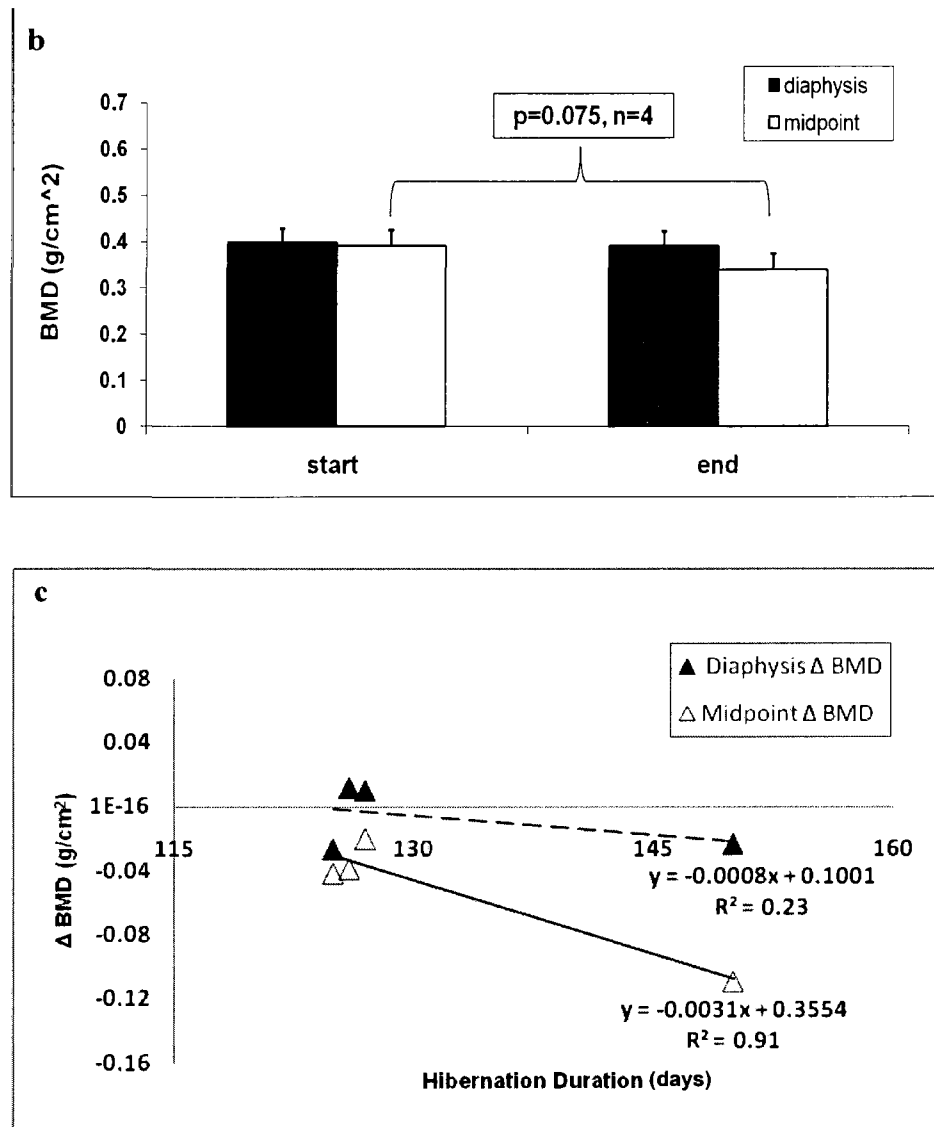 b
diaphysis
midpoint
p=0.075, n=4
0.7
0.6
0.5
0.4
0.3
0.2
0.1
0
BMD (g/cm^2)
start end
c
Diaphysis Δ BMD
Midpoint Δ BMD
0.08
0.04
1E-16
-0.04
-0.08
-0.12
-0.16
Δ BMD (g/cm²)
115 130 145 160
y = -0.0008x + 0.1001
R² = 0.23
y = -0.0031x + 0.3554
R² = 0.91
Hibernation Duration (days)